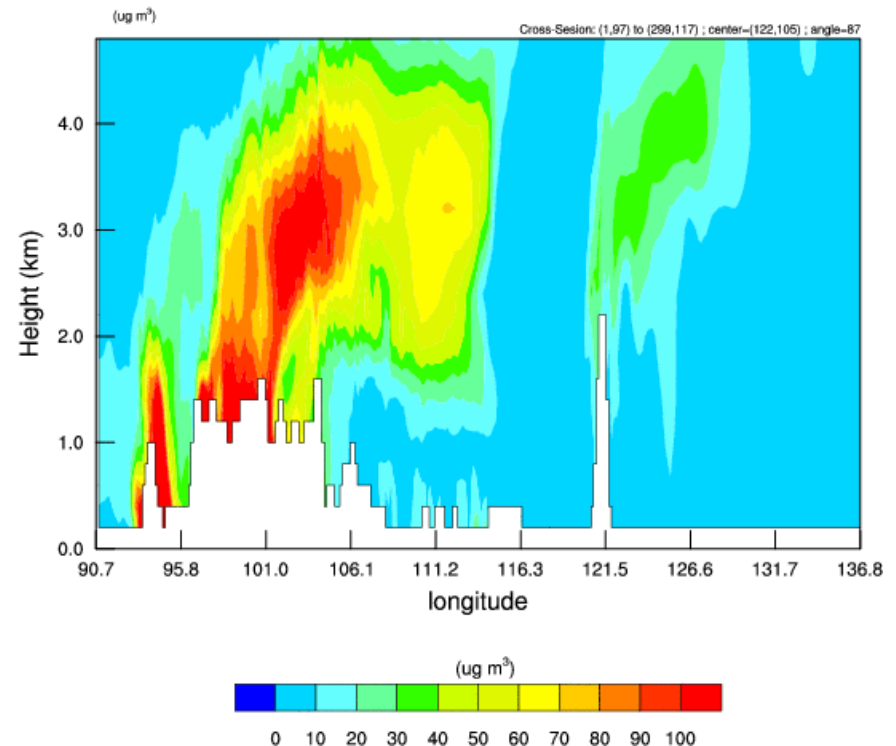 (ug m³)
Cross-Sesion: (1,97) to (299,117) ; center=(122,105) ; angle=87
4.0
3.0
2.0
1.0
0.0
Height (km)
90.7 95.8 101.0 106.1 111.2 116.3 121.5 126.6 131.7 136.8
longitude
(ug m³)
0 10 20 30 40 50 60 70 80 90 100